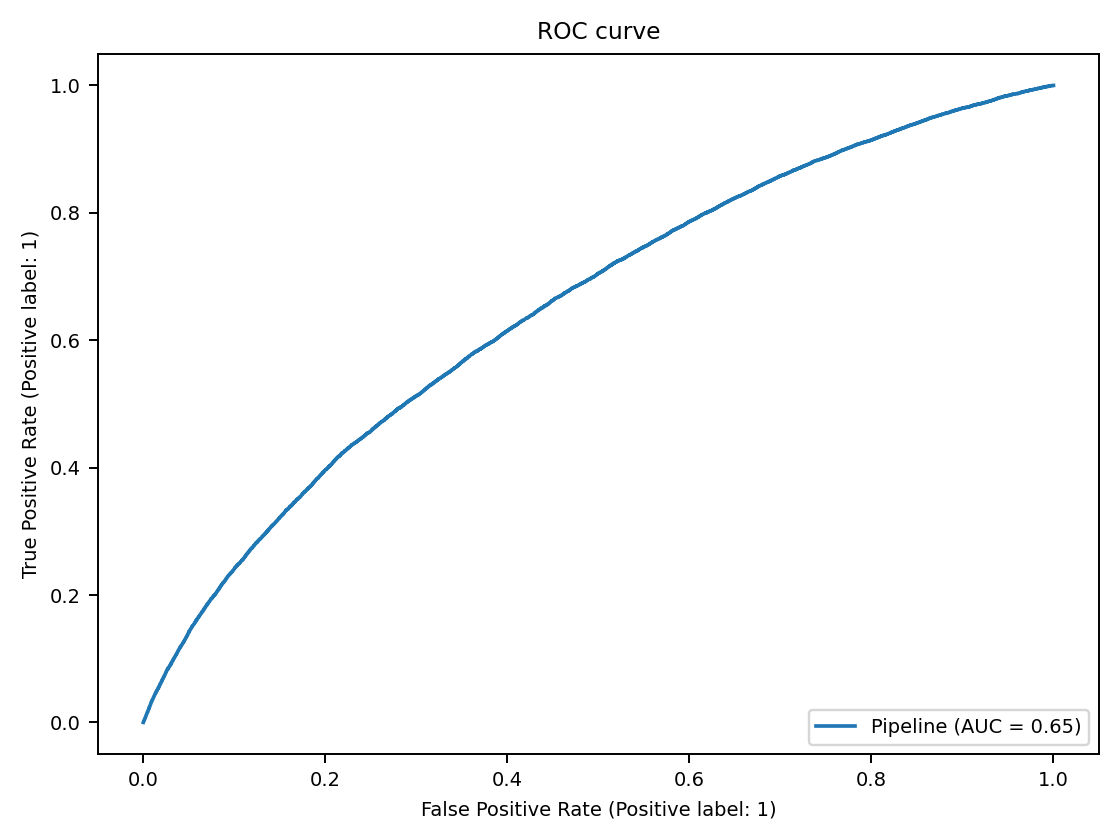 ROC curve
1.0
0.8
0.6
0.4
0.2
0.0
True Positive Rate (Positive label: 1)
Pipeline (AUC = 0.65)
0.0 0.2 0.4 0.6 0.8 1.0
False Positive Rate (Positive label: 1)